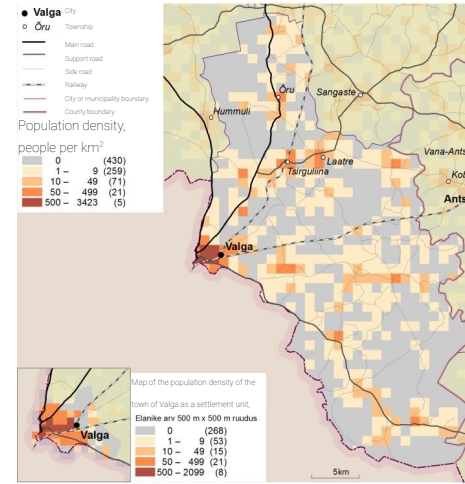 Valga City
Õru Township
Main road
Support road
Side road
Railway
City or municipality boundary
County boundary
Population density,
people per km2
0 (430)
1 – 9 (259)
10 – 49 (71)
50 – 499 (21)
500 – 3423 (5)
Õru
Sangaste
Hummuli
Laatre
Tsirguliina
Vana-Ants
Kob
Ants
Valga
Valga
Map of the population density of the
town of Valga as a settlement unit,
Elanike arv 500 m x 500 m ruudus
0 (268)
1 – 9 (53)
10 – 49 (15)
50 – 499 (21)
500 – 2099 (8)
5km